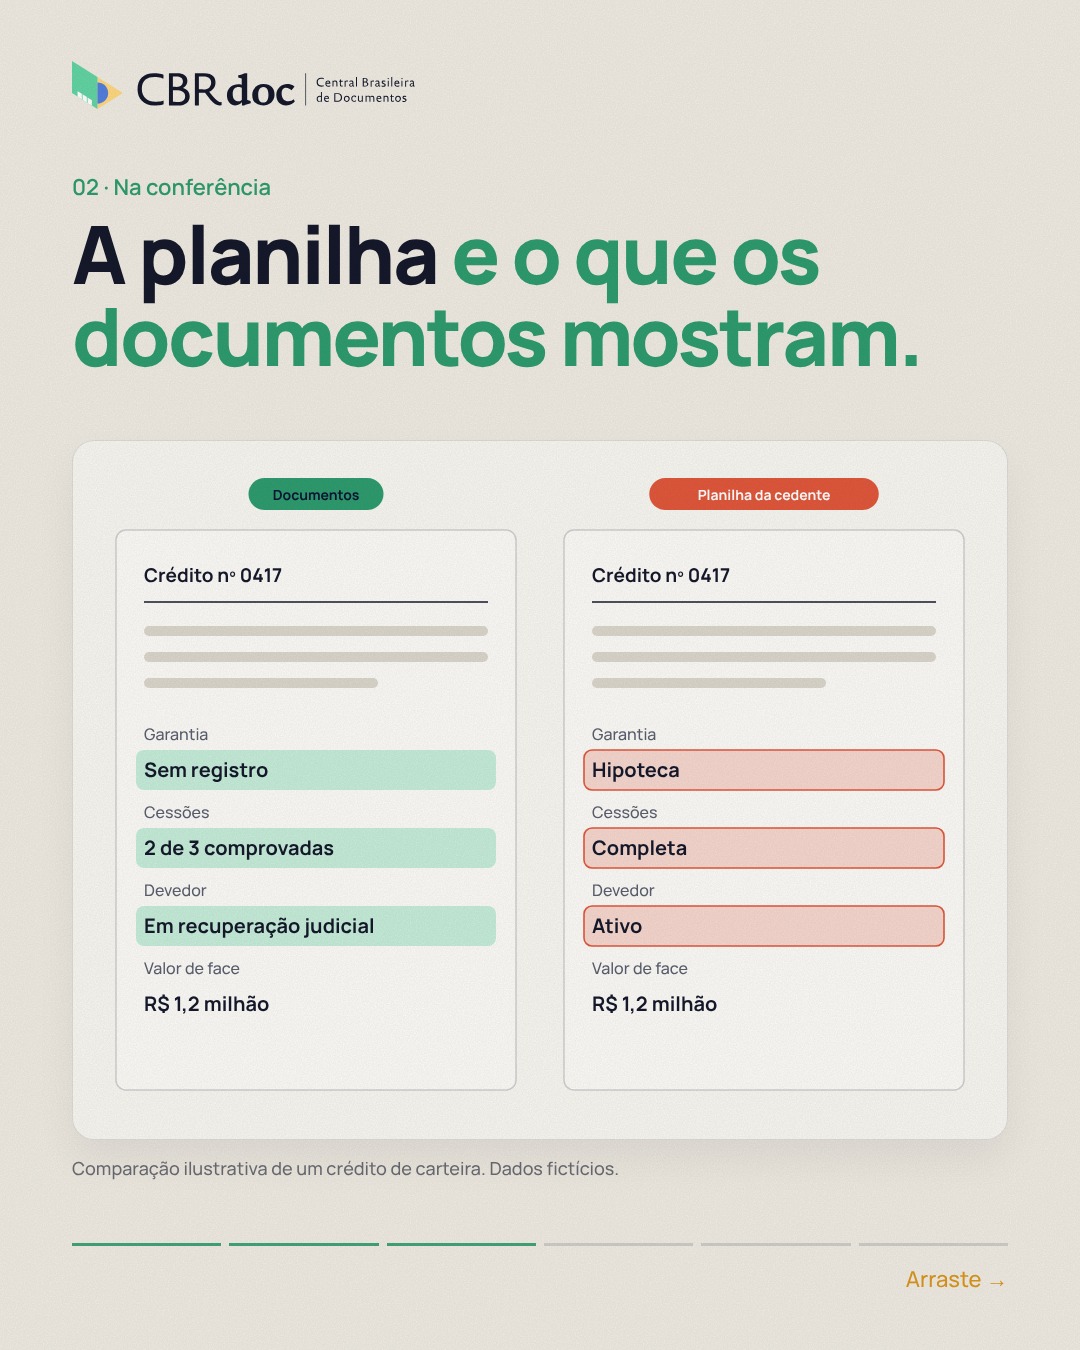 CBRdoc
Central Brasileira
de Documentos
02 · Na conferência
A planilha e o que os
documentos mostram.
Documentos
Crédito nº 0417
Garantia
Sem registro
Cessões
2 de 3 comprovadas
Devedor
Em recuperação judicial
Valor de face
R$ 1,2 milhão
Planilha da cedente
Crédito nº 0417
Garantia
Hipoteca
Cessões
Completa
Devedor
Ativo
Valor de face
R$ 1,2 milhão
Comparação ilustrativa de um crédito de carteira. Dados fictícios.
Arraste →